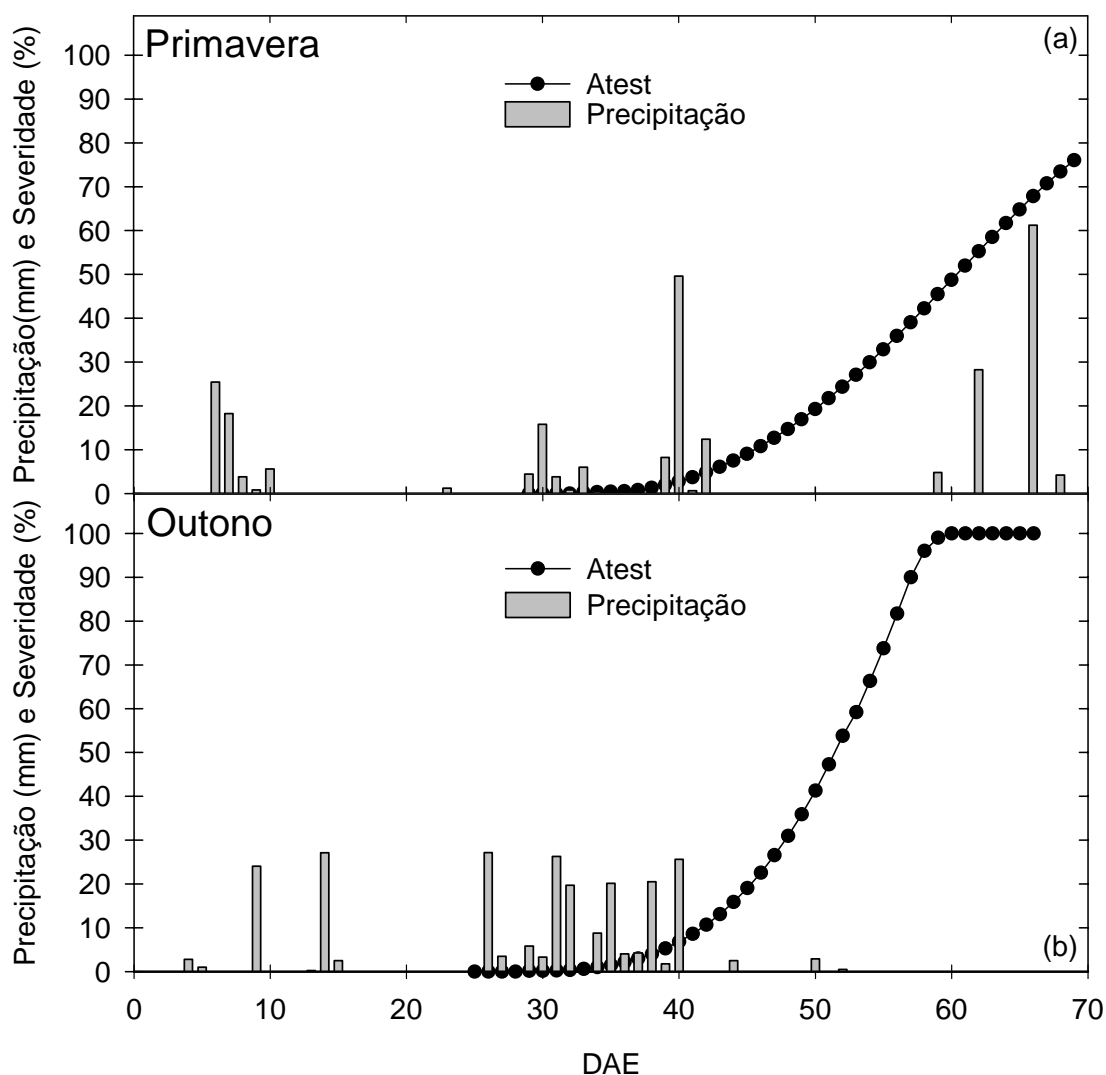 Primavera
(a)
Atest
Precipitação
Precipitação(mm) e Severidade (%)
100
90
80
70
60
50
40
30
20
10
0
Outono
Atest
Precipitação
(b)
Precipitação (mm) e Severidade (%)
100
90
80
70
60
50
40
30
20
10
0
0 10 20 30 40 50 60 70
DAE